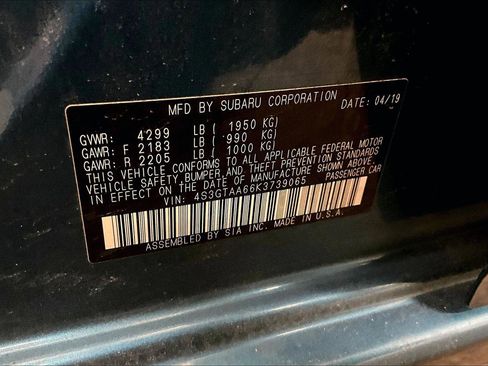 MFD BY SUBARU CORPORATION DATE: 04/19
GVWR: 4299 LB ( 1950 KG)
GAWR: F 2183 LB ( 990 KG)
GAWR: R 2205 LB ( 1000 KG)
THIS VEHICLE CONFORMS TO ALL APPLICABLE FEDERAL MOTOR
VEHICLE SAFETY,BUMPER,AND THEFT PREVENTION STANDARDS
IN EFFECT ON THE DATE OF MANUFACTURE SHOWN ABOVE.
VIN: 4S3GTAA66K3739065 PASSENGER CAR
ASSEMBLED BY SIA INC. MADE IN U.S.A.